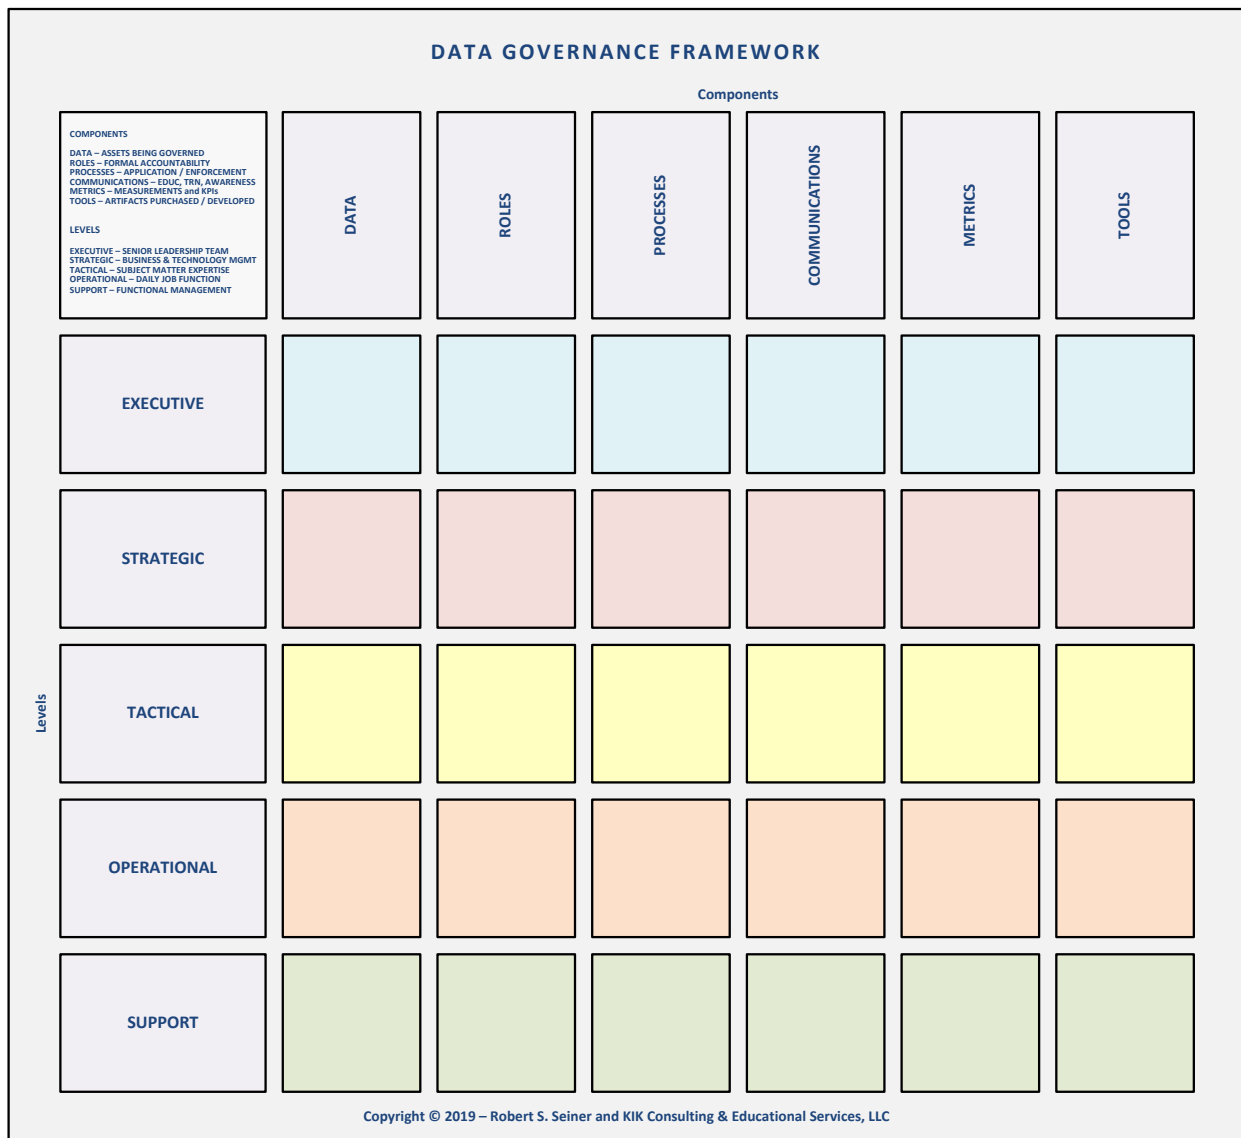 DATA GOVERNANCE FRAMEWORK
Components
COMPONENTS
DATA – ASSETS BEING GOVERNED
ROLES – FORMAL ACCOUNTABILITY
PROCESSES – APPLICATION / ENFORCEMENT
COMMUNICATIONS – EDUC, TRN, AWARENESS
METRICS – MEASUREMENTS and KPIs
TOOLS – ARTIFACTS PURCHASED / DEVELOPED
LEVELS
EXECUTIVE – SENIOR LEADERSHIP TEAM
STRATEGIC – BUSINESS & TECHNOLOGY MGMT
TACTICAL – SUBJECT MATTER EXPERTISE
OPERATIONAL – DAILY JOB FUNCTION
SUPPORT – FUNCTIONAL MANAGEMENT
DATA
ROLES
PROCESSES
COMMUNICATIONS
METRICS
TOOLS
Levels
EXECUTIVE
STRATEGIC
TACTICAL
OPERATIONAL
SUPPORT
Copyright © 2019 – Robert S. Seiner and KIK Consulting & Educational Services, LLC